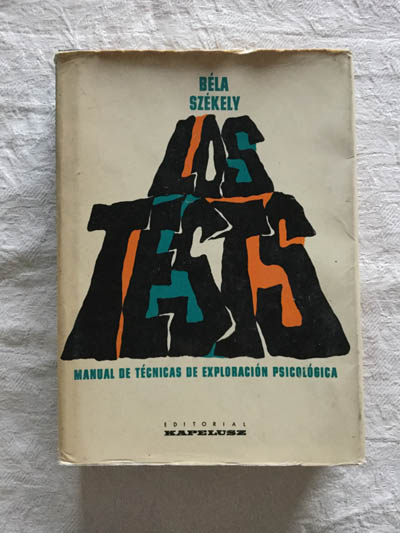 BÉLA
SZÉKELY
LOS
TESTS
MANUAL DE TÉCNICAS DE EXPLORACIÓN PSICOLÓGICA
EDITORIAL
KAPELUSZ